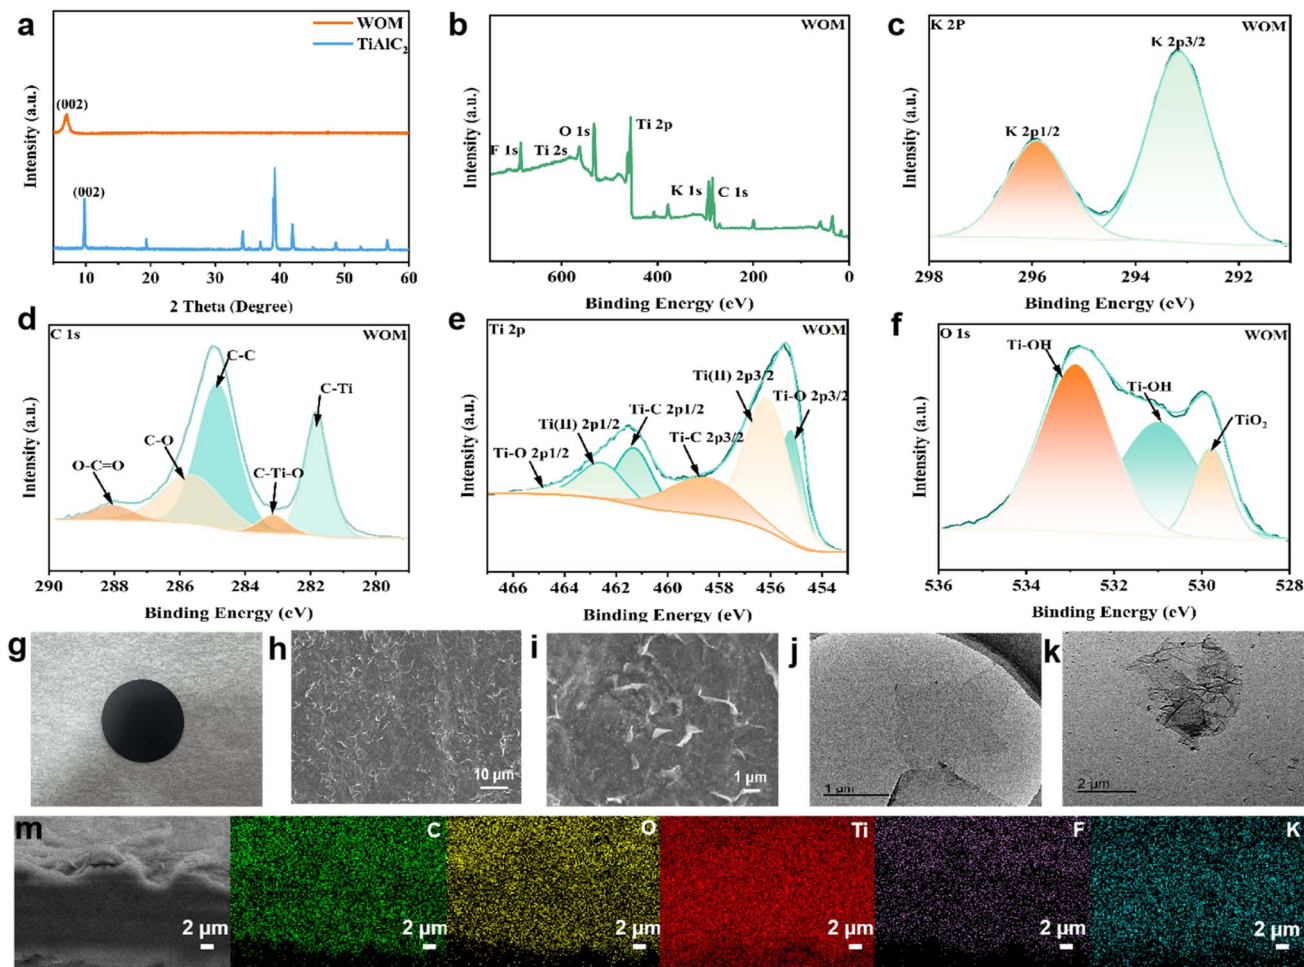 a
WOM
TiAlC₂
(002)
(002)
Intensity (a.u.)
10 20 30 40 50 60
2 Theta (Degree)
b
WOM
F 1s
Ti 2s
O 1s
Ti 2p
K 1s
C 1s
Intensity (a.u.)
600 400 200 0
Binding Energy (eV)
c
K 2P
WOM
K 2p3/2
K 2p1/2
Intensity (a.u.)
298 296 294 292
Binding Energy (eV)
d
C 1s
WOM
C-C
C-Ti
C-O
O-C=O
C-Ti-O
Intensity (a.u.)
290 288 286 284 282 280
Binding Energy (eV)
e
Ti 2p
WOM
Ti(II) 2p3/2
Ti-O 2p3/2
Ti-C 2p1/2
Ti(II) 2p1/2
Ti-C 2p3/2
Ti-O 2p1/2
Intensity (a.u.)
466 464 462 460 458 456 454
Binding Energy (eV)
f
O 1s
WOM
Ti-OH
Ti-OH
TiO₂
Intensity (a.u.)
536 534 532 530 528
Binding Energy (eV)
g
h
10 µm
i
1 µm
j
1 µm
k
2 µm
m
2 µm
C
2 µm
O
2 µm
Ti
2 µm
F
2 µm
K
2 µm